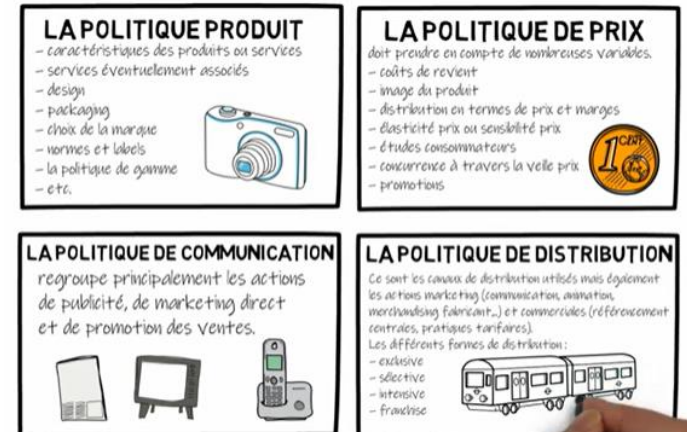 LA POLITIQUE PRODUIT
- caractéristiques des produits ou services
- services éventuellement associés
- design
- packaging
- choix de la marque
- normes et labels
- la politique de gamme
- etc.
LA POLITIQUE DE PRIX
doit prendre en compte de nombreuses variables.
- coûts de revient
- image du produit
- distribution en termes de prix et marges
- élasticité prix ou sensibilité prix
- études consommateurs
- concurrence à travers la veille prix
- promotions
1 CENT
LA POLITIQUE DE COMMUNICATION
regroupe principalement les actions
de publicité, de marketing direct
et de promotion des ventes.
LA POLITIQUE DE DISTRIBUTION
Ce sont les canaux de distribution utilisés mais également
les actions marketing (communication, animation,
merchandising fabricant...) et commerciales (référencement
centrales, pratiques tarifaires).
Les différents formes de distribution :
- exclusive
- sélective
- intensive
- franchise